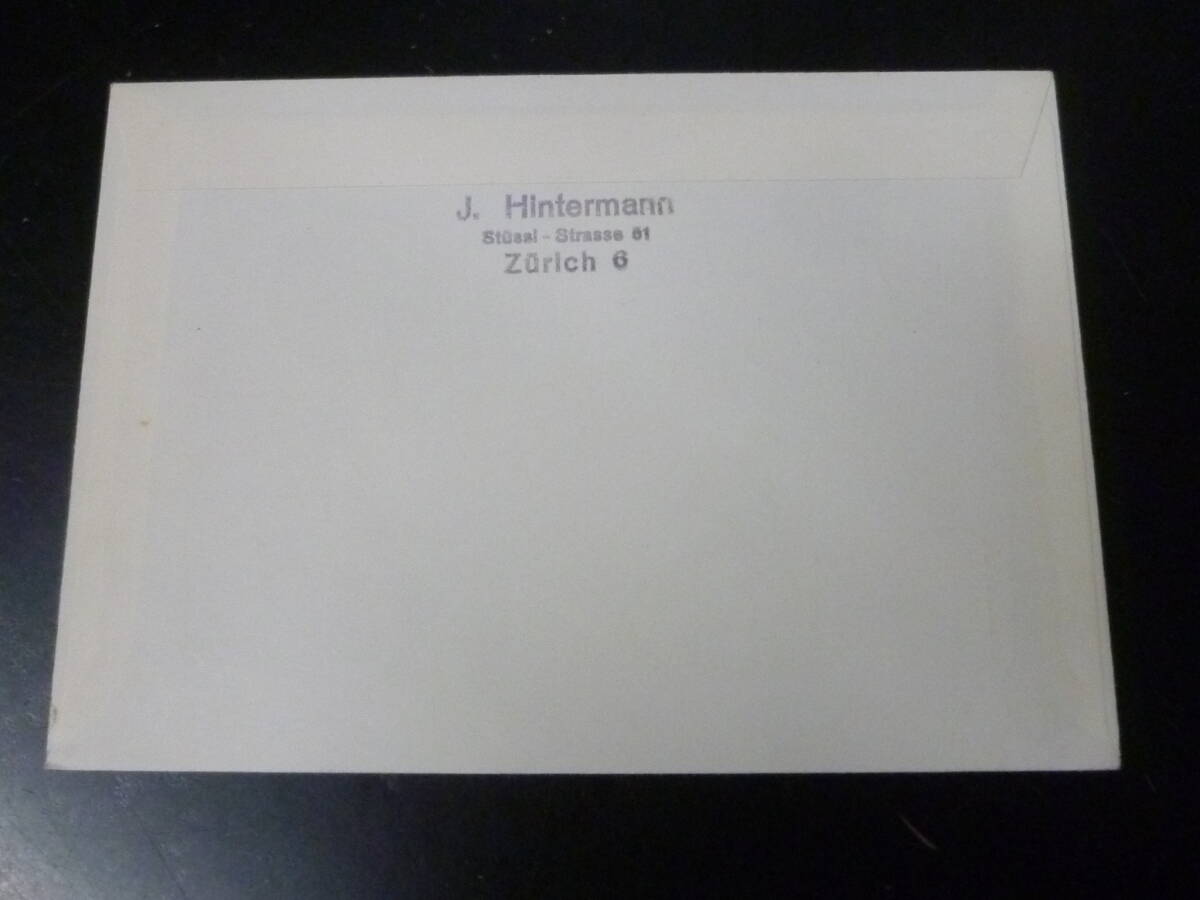 J. Hintermann
Stüssi - Strasse 61
Zürich 6